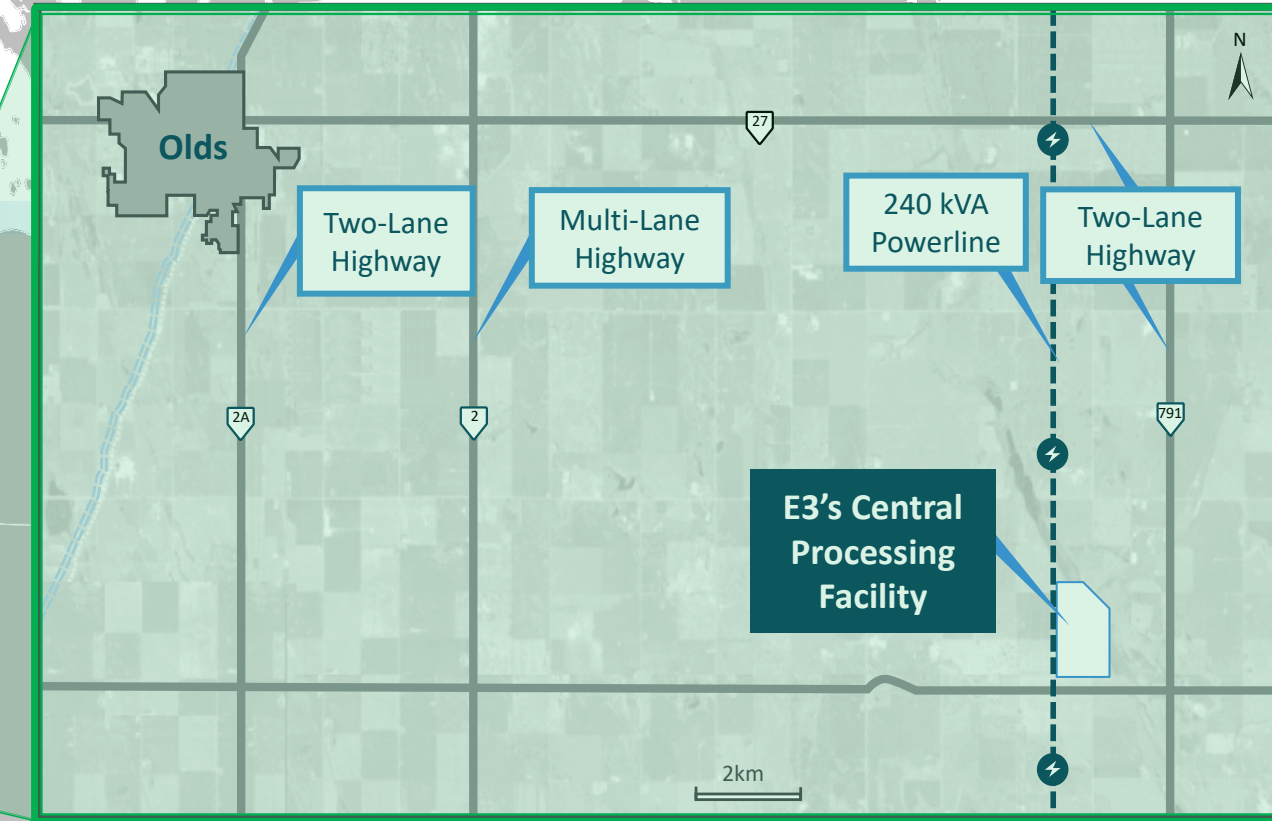 N
27
Olds
Two-Lane
Highway
Multi-Lane
Highway
240 kVA
Powerline
Two-Lane
Highway
2A
2
791
E3's Central
Processing
Facility
2km